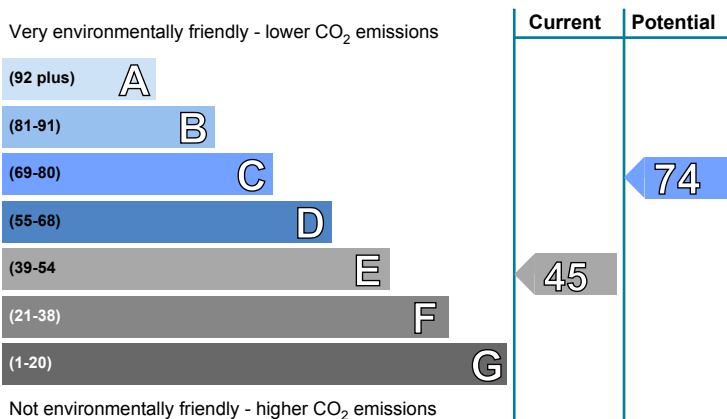 Current Potential
Very environmentally friendly - lower CO2 emissions
(92 plus) A
(81-91) B
(69-80) C 74
(55-68) D
(39-54 E 45
(21-38) F
(1-20) G
Not environmentally friendly - higher CO2 emissions